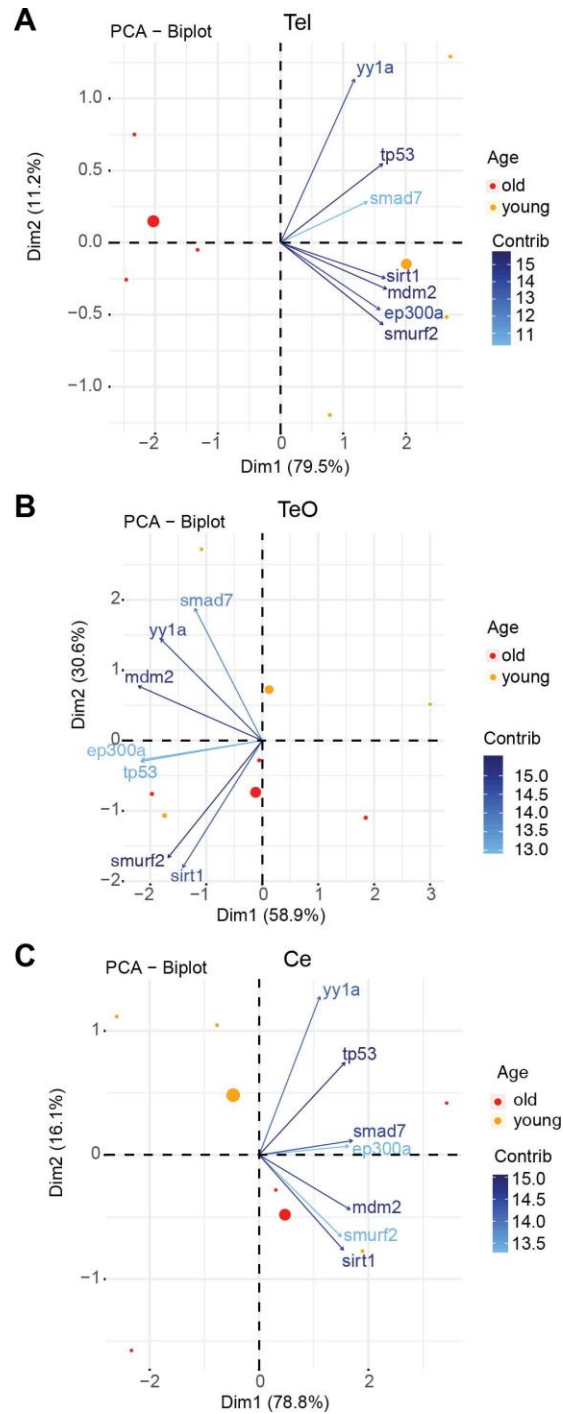 A
Tel
PCA – Biplot
yy1a
tp53
smad7
sirt1
mdm2
ep300a
smurf2
1.0
0.5
0.0
−0.5
−1.0
Dim2 (11.2%)
−2
−1
0
1
2
Dim1 (79.5%)
Age
old
young
Contrib
15
14
13
12
11
B
TeO
PCA – Biplot
smad7
yy1a
mdm2
ep300a
tp53
smurf2
sirt1
2
1
0
−1
−2
Dim2 (30.6%)
−2
−1
0
1
2
3
Dim1 (58.9%)
Age
old
young
Contrib
15.0
14.5
14.0
13.5
13.0
C
Ce
PCA – Biplot
yy1a
tp53
smad7
ep300a
mdm2
smurf2
sirt1
1
0
−1
Dim2 (16.1%)
−2
0
2
Dim1 (78.8%)
Age
old
young
Contrib
15.0
14.5
14.0
13.5